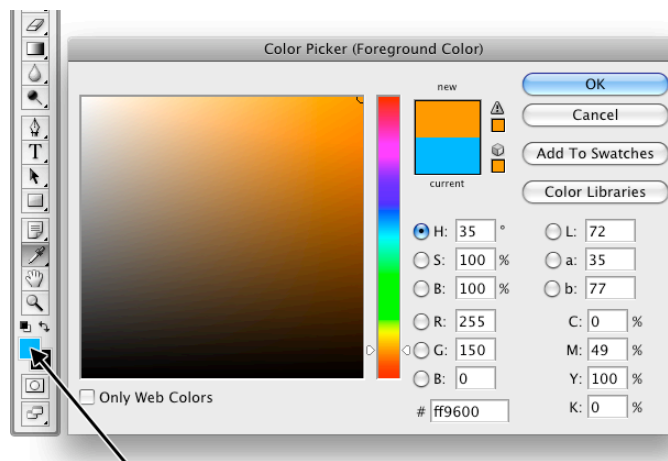 Color Picker (Foreground Color)
new
current
OK
Cancel
Add To Swatches
Color Libraries
H: 35 °
S: 100 %
B: 100 %
R: 255
G: 150
B: 0
# ff9600
L: 72
a: 35
b: 77
C: 0 %
M: 49 %
Y: 100 %
K: 0 %
Only Web Colors
T